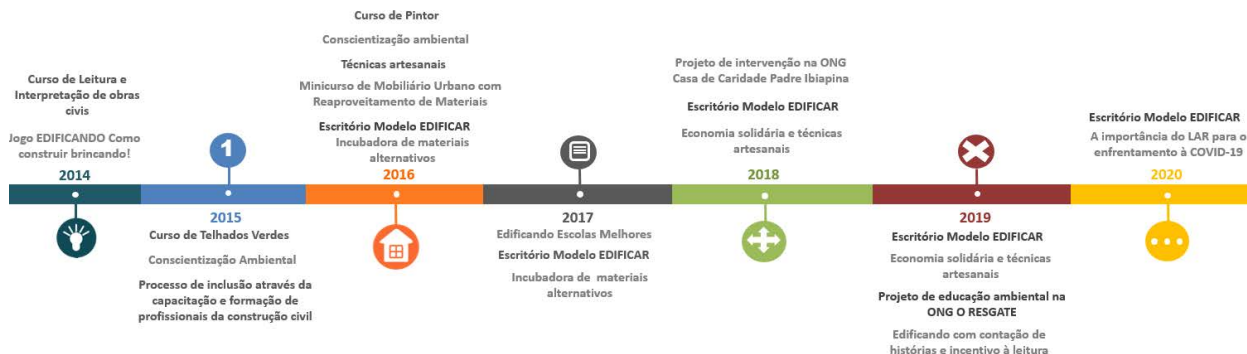 Curso de Leitura e
Interpretação de obras
civis
Jogo EDIFICANDO Como
construir brincando!
2014
1
2015
Curso de Telhados Verdes
Conscientização Ambiental
Processo de inclusão através da
capacitação e formação de
profissionais da construção civil
Curso de Pintor
Conscientização ambiental
Técnicas artesanais
Minicurso de Mobiliário Urbano com
Reaproveitamento de Materiais
Escritório Modelo EDIFICAR
Incubadora de materiais
alternativos
2016
2017
Edificando Escolas Melhores
Escritório Modelo EDIFICAR
Incubadora de materiais
alternativos
Projeto de intervenção na ONG
Casa de Caridade Padre Ibiapina
Escritório Modelo EDIFICAR
Economia solidária e técnicas
artesanais
2018
2019
Escritório Modelo EDIFICAR
Economia solidária e técnicas
artesanais
Projeto de educação ambiental na
ONG O RESGATE
Edificando com contação de
histórias e incentivo à leitura
Escritório Modelo EDIFICAR
A importância do LAR para o
enfrentamento à COVID-19
2020